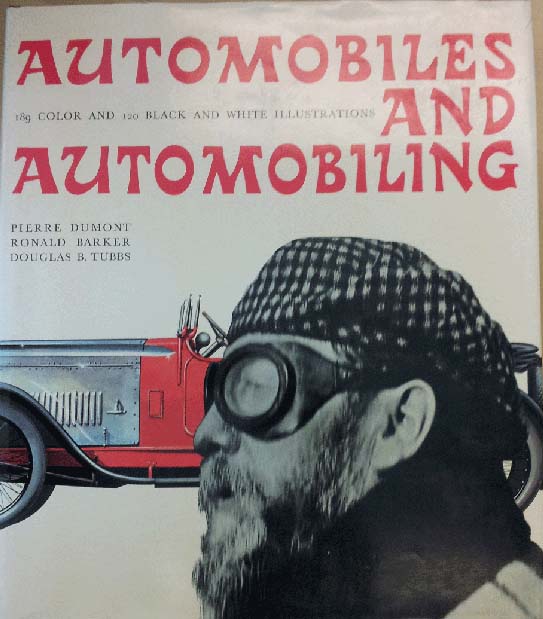 AUTOMOBILES
189 COLOR AND 120 BLACK AND WHITE ILLUSTRATIONS
AND
AUTOMOBILING
PIERRE DUMONT
RONALD BARKER
DOUGLAS B. TUBBS